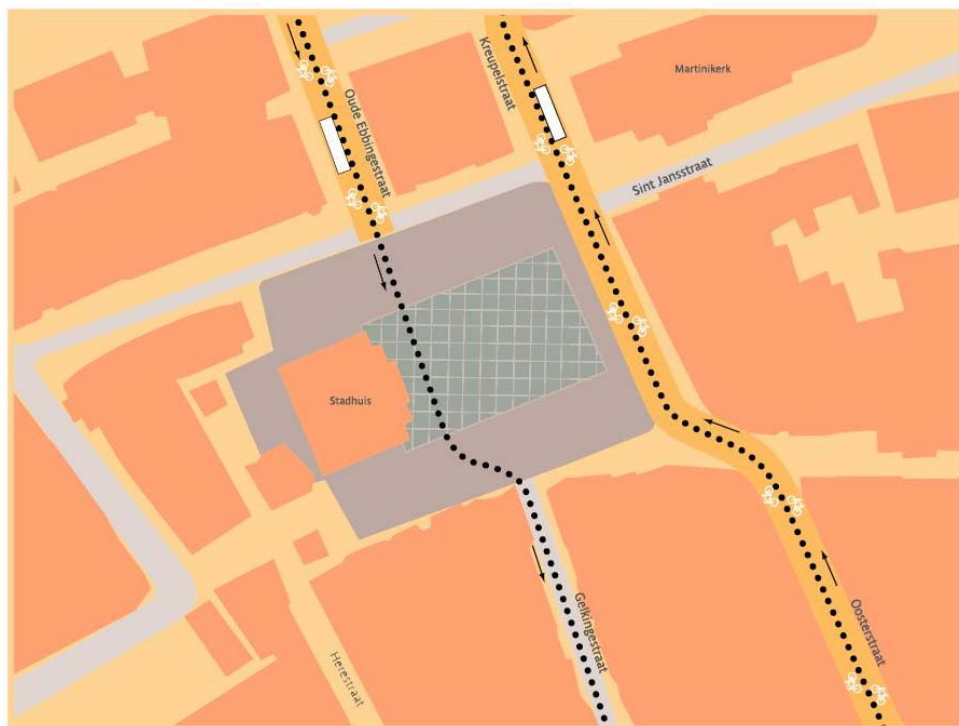 Oude Ebbingestraat
Kreupelstraat
Martinikerk
Sint Jansstraat
Stadhuis
Herestraat
Gelkingestraat
Oosterstraat